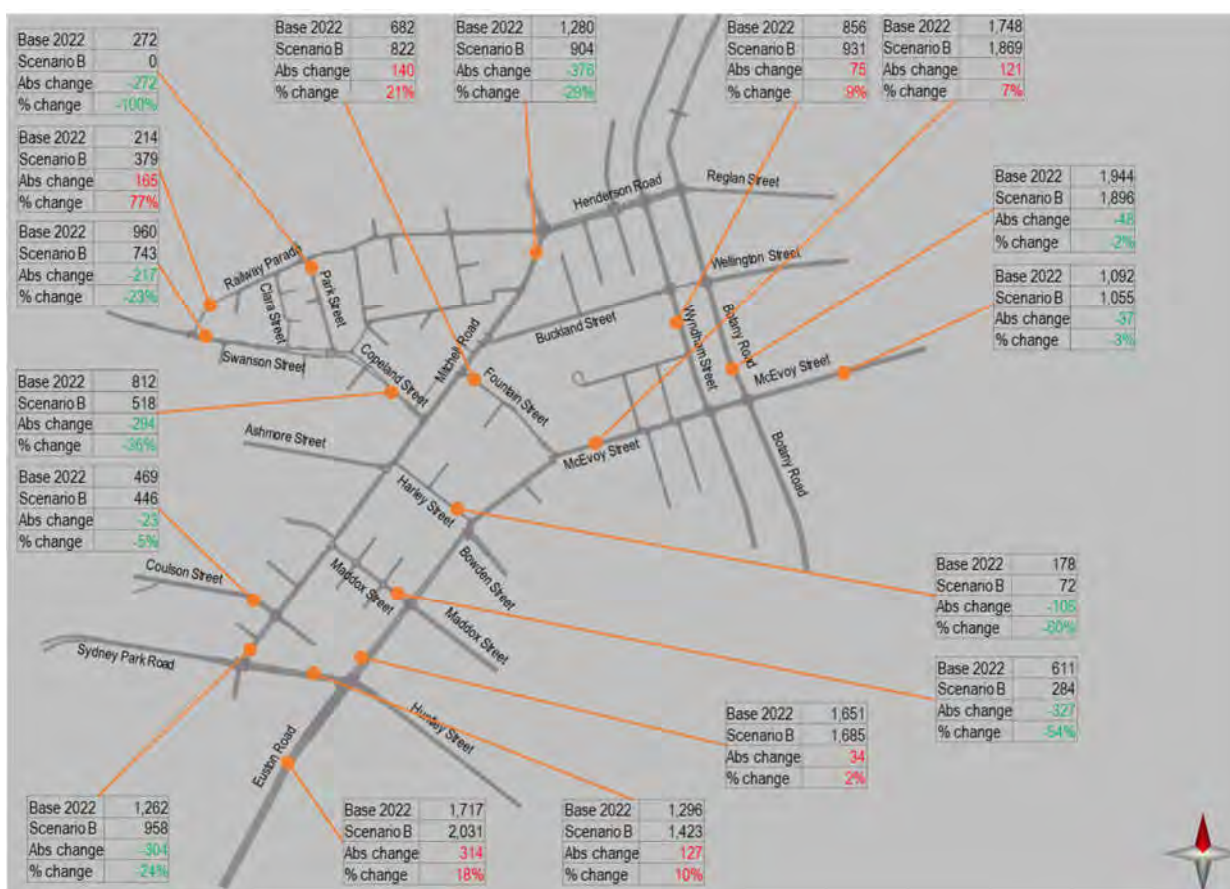 Base 2022 272
Scenario B 0
Abs change -272
% change -100%
Base 2022 682
Scenario B 822
Abs change 140
% change 21%
Base 2022 1,280
Scenario B 904
Abs change -376
% change -29%
Base 2022 856
Scenario B 931
Abs change 75
% change 9%
Base 2022 1,748
Scenario B 1,869
Abs change 121
% change 7%
Base 2022 214
Scenario B 379
Abs change 165
% change 77%
Base 2022 960
Scenario B 743
Abs change -217
% change -23%
Base 2022 1,944
Scenario B 1,896
Abs change -48
% change -2%
Base 2022 1,092
Scenario B 1,055
Abs change -37
% change -3%
Henderson Road
Reglan Street
Railway Parade
Clara Street
Park Street
Wellington Street
Swanson Street
Copeland Street
Mitchell Road
Buckland Street
Wyndham Street
Botany Road
McEvoy Street
Fountain Street
Base 2022 812
Scenario B 518
Abs change -294
% change -36%
Ashmore Street
McEvoy Street
Botany Road
Harley Street
Base 2022 469
Scenario B 446
Abs change -23
% change -5%
Coulson Street
Maddox Street
Bowden Street
Maddox Street
Base 2022 178
Scenario B 72
Abs change -106
% change -60%
Sydney Park Road
Huntley Street
Euston Road
Base 2022 611
Scenario B 284
Abs change -327
% change -54%
Base 2022 1,651
Scenario B 1,685
Abs change 34
% change 2%
Base 2022 1,262
Scenario B 958
Abs change -304
% change -24%
Base 2022 1,717
Scenario B 2,031
Abs change 314
% change 18%
Base 2022 1,296
Scenario B 1,423
Abs change 127
% change 10%